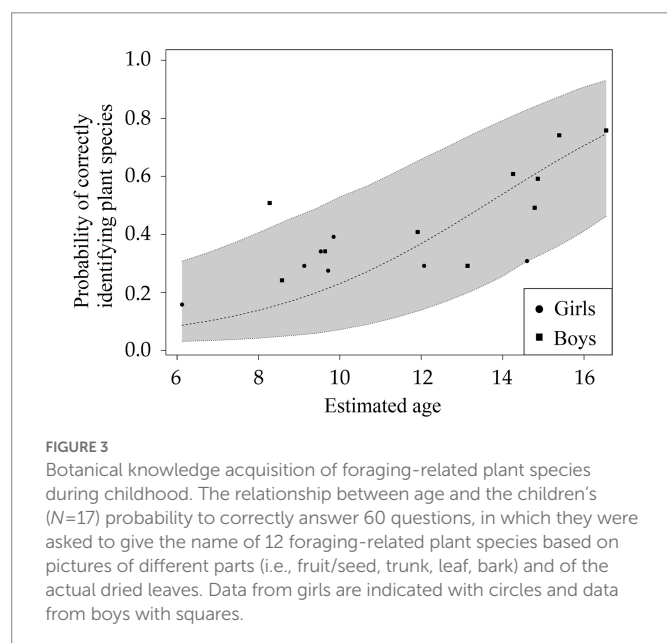 1.0
0.8
0.6
0.4
0.2
0.0
Probability of correctly
identifying plant species
6 8 10 12 14 16
Estimated age
Girls
Boys
FIGURE 3
Botanical knowledge acquisition of foraging-related plant species
during childhood. The relationship between age and the children’s
(N=17) probability to correctly answer 60 questions, in which they were
asked to give the name of 12 foraging-related plant species based on
pictures of different parts (i.e., fruit/seed, trunk, leaf, bark) and of the
actual dried leaves. Data from girls are indicated with circles and data
from boys with squares.